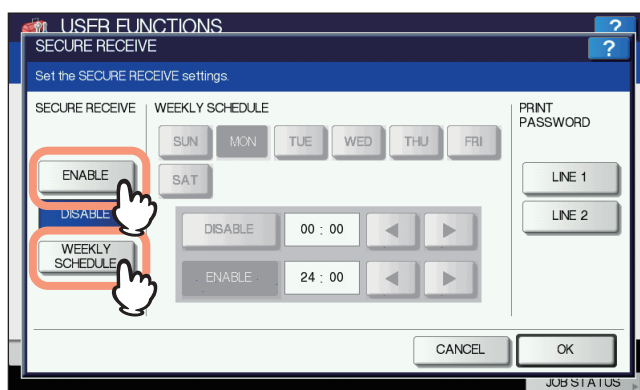 USER FUNCTIONS
?
SECURE RECEIVE
?
Set the SECURE RECEIVE settings.
SECURE RECEIVE
WEEKLY SCHEDULE
PRINT
PASSWORD
SUN MON TUE WED THU FRI
SAT
ENABLE
DISABLE
WEEKLY
SCHEDULE
DISABLE 00 : 00
ENABLE 24 : 00
LINE 1
LINE 2
CANCEL OK
JOB STATUS